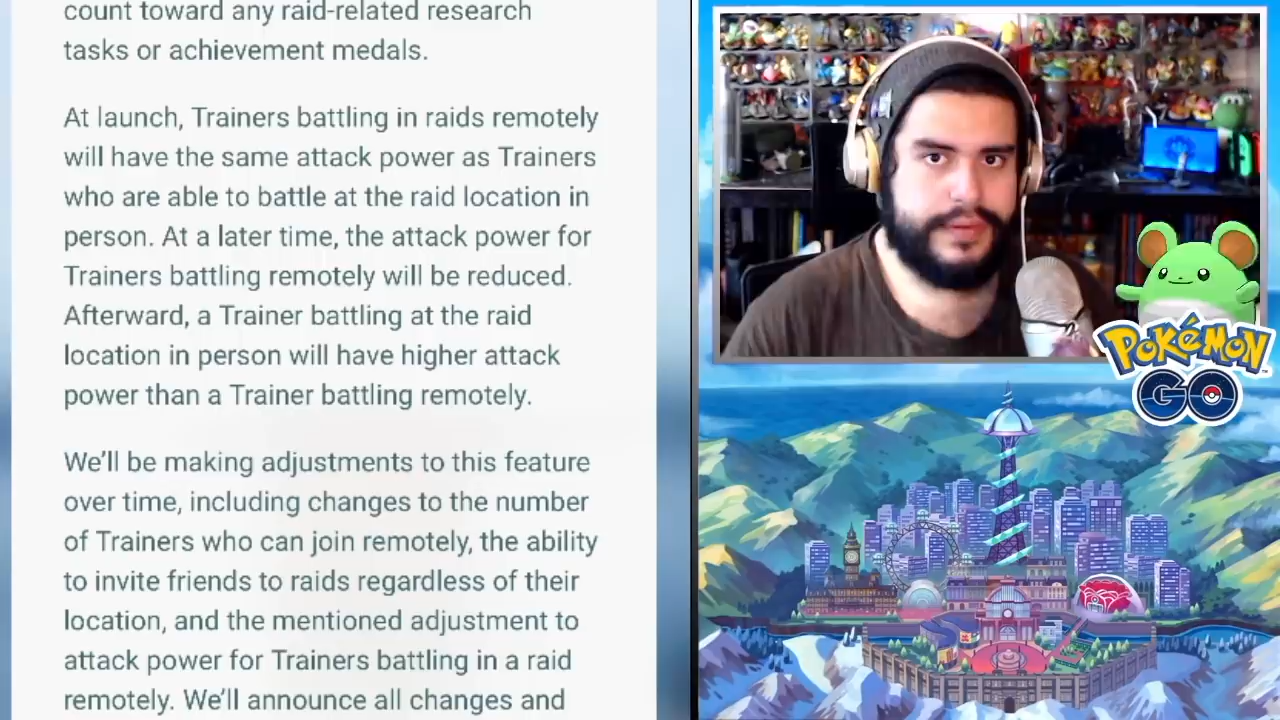 count toward any raid-related research
tasks or achievement medals.
At launch, Trainers battling in raids remotely
will have the same attack power as Trainers
who are able to battle at the raid location in
person. At a later time, the attack power for
Trainers battling remotely will be reduced.
Afterward, a Trainer battling at the raid
location in person will have higher attack
power than a Trainer battling remotely.
We'll be making adjustments to this feature
over time, including changes to the number
of Trainers who can join remotely, the ability
to invite friends to raids regardless of their
location, and the mentioned adjustment to
attack power for Trainers battling in a raid
remotely. We'll announce all changes and
POKéMON
GO